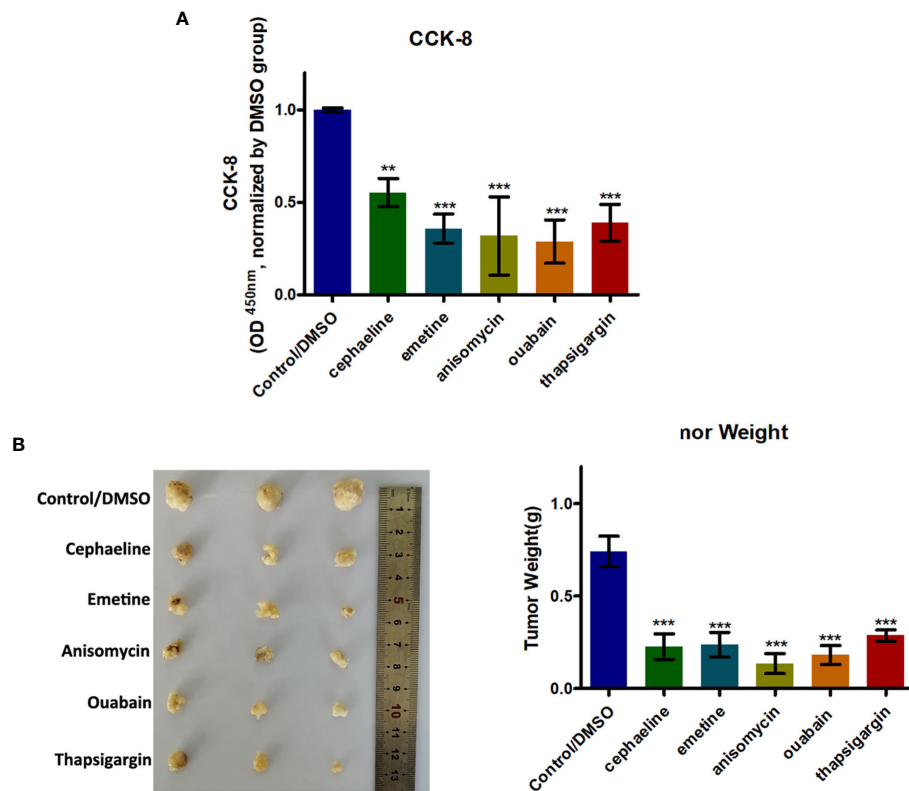 A
CCK-8
CCK-8
(OD 450nm, normalized by DMSO group)
1.0
0.5
0.0
**
***
***
***
***
Control/DMSO
cephaeline
emetine
anisomycin
ouabain
thapsigargin
B
Control/DMSO
Cephaeline
Emetine
Anisomycin
Ouabain
Thapsigargin
1
2
3
4
5
6
7
8
9
10
11
12
13
mor Weight
Tumor Weight(g)
1.0
0.5
0.0
***
***
***
***
***
Control/DMSO
cephaeline
emetine
anisomycin
ouabain
thapsigargin